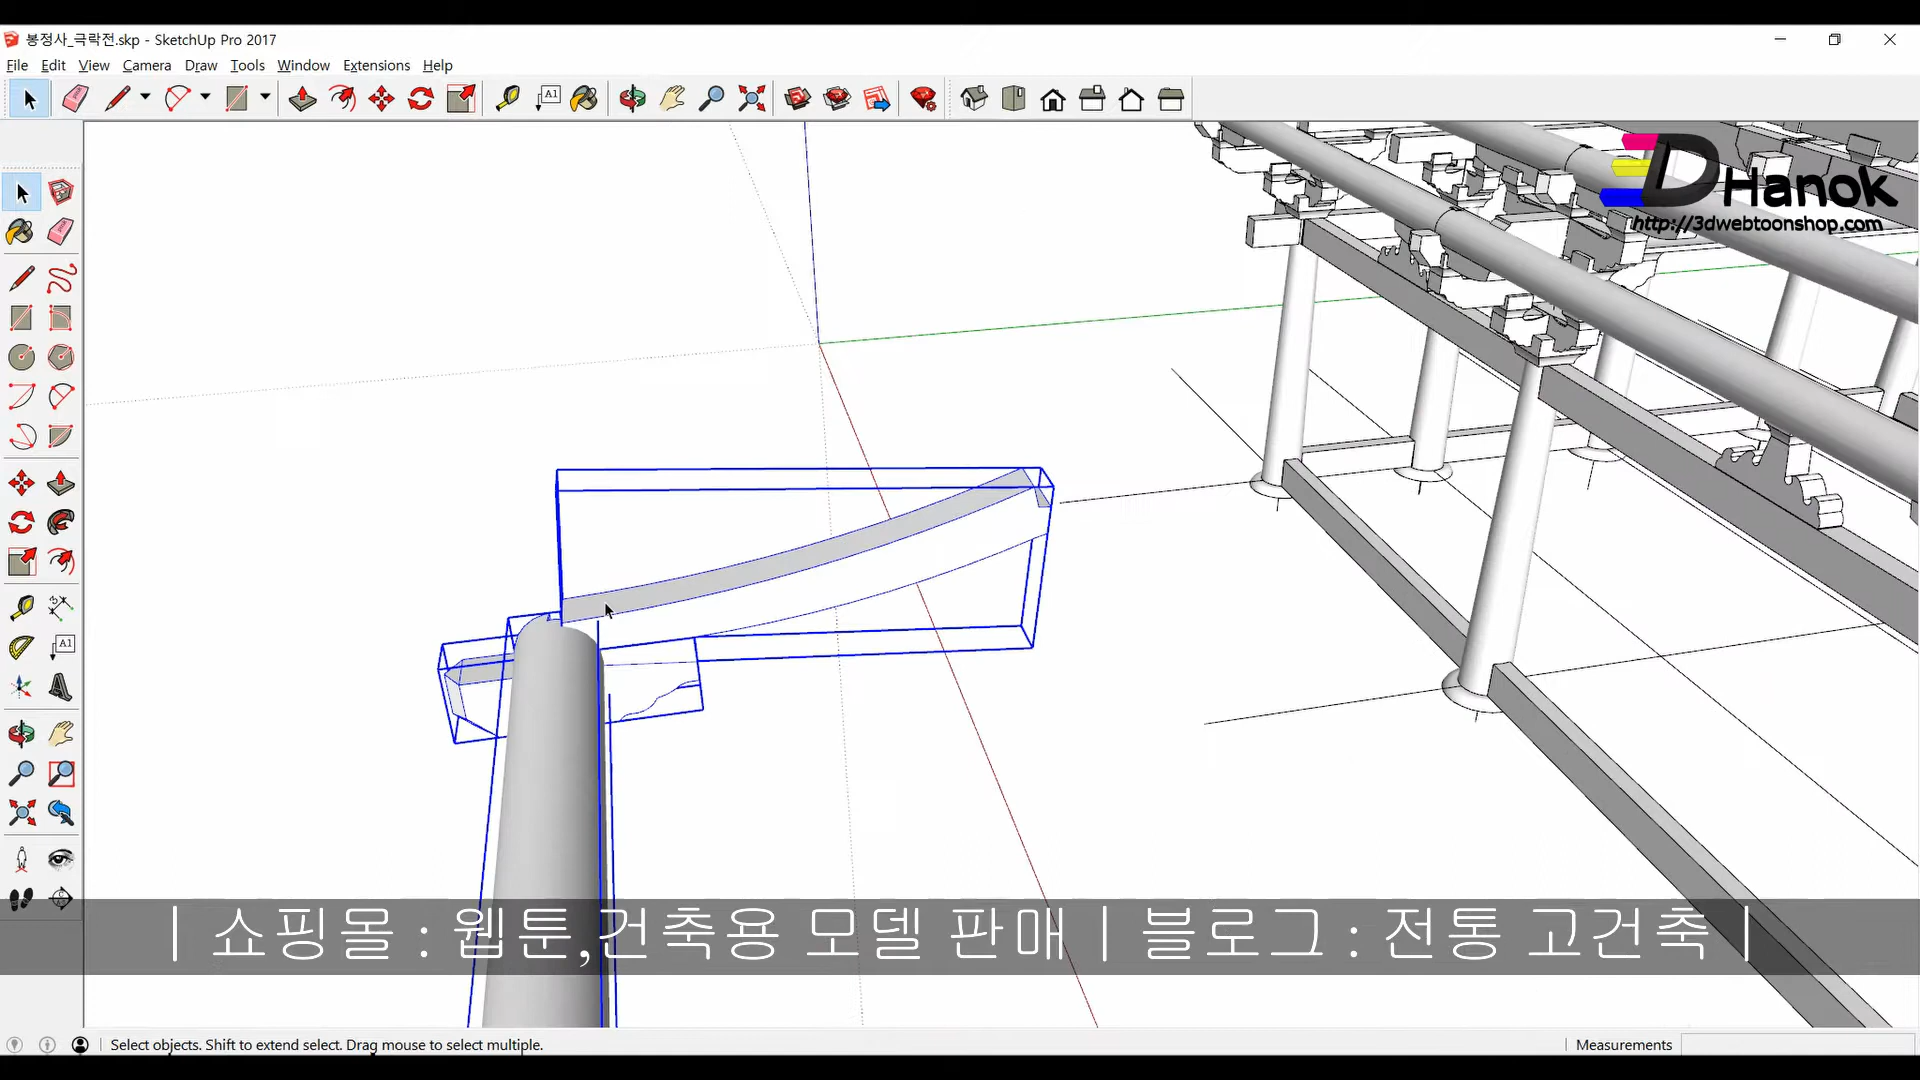 봉정사_극락전.skp - SketchUp Pro 2017
File Edit View Camera Draw Tools Window Extensions Help
A1
3D Hanok
http://3dwebtoonshop.com
A1
| 쇼핑몰 : 웹툰,건축용 모델 판매 | 블로그 : 전통 고건축 |
Select objects. Shift to extend select. Drag mouse to select multiple.
Measurements